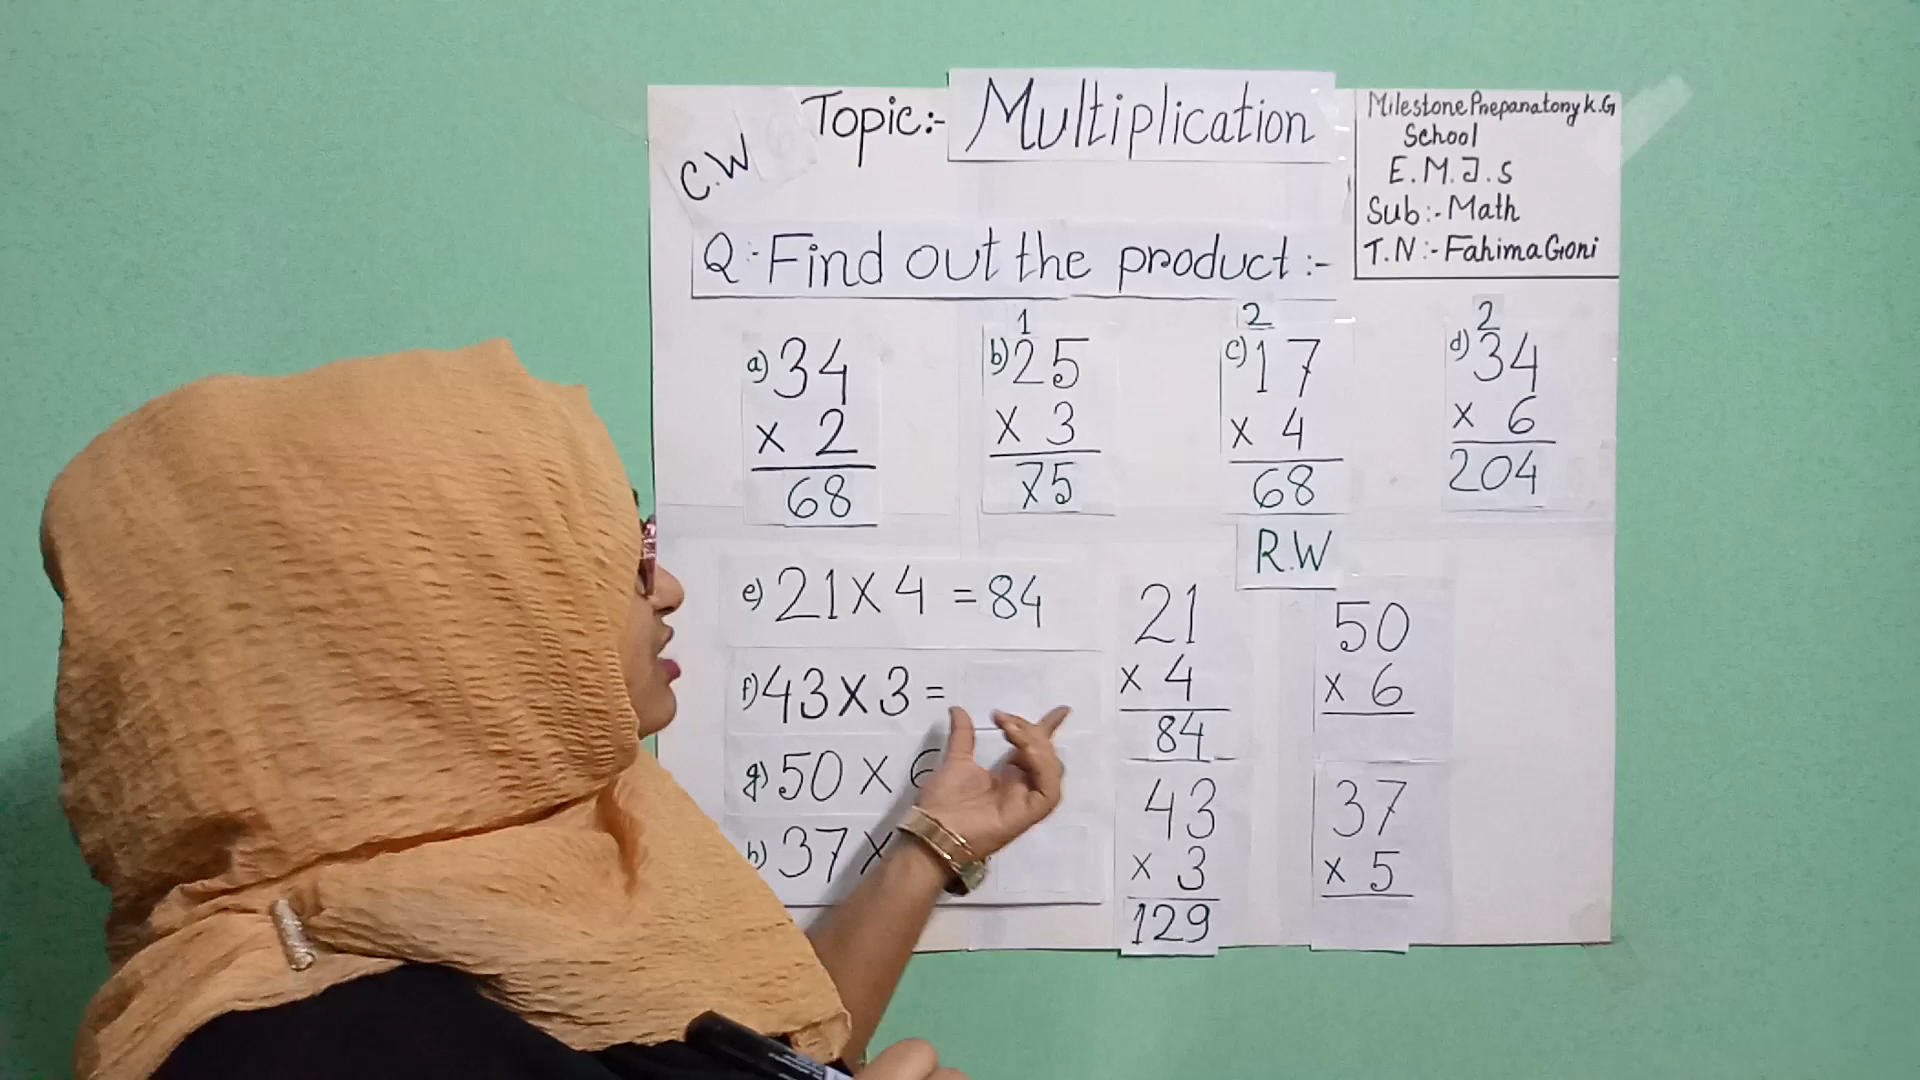 C.W
Topic:- Multiplication
Milestone Preparatory K.G
School
E.M.J.S
Sub:- Math
T.N:- Fahima Goni
Q:- Find out the product:-
a) 34
x 2
68
1
b) 25
x 3
75
2
c) 17
x 4
68
2
d) 34
x 6
204
R.W
e) 21 x 4 = 84
f) 43 x 3 =
g) 50 x 6
h) 37 x
21
x 4
84
50
x 6
43
x 3
129
37
x 5